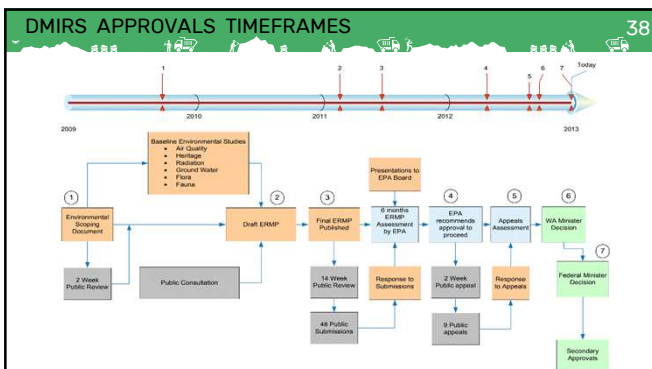 DMIRS APPROVALS TIMEFRAMES
38
Today
1
2
3
4
5
6
7
2009
2010
2011
2012
2013
Baseline Environmental Studies
• Air Quality
• Heritage
• Radiation
• Ground Water
• Flora
• Fauna
Presentations to
EPA Board
1
2
3
4
5
6
Environmental
Scoping
Document
Draft ERMP
Final ERMP
Published
6 months
ERMP
Assessment
by EPA
EPA
recommends
approval to
proceed
Appeals
Assessment
WA Minister
Decision
7
2 Week
Public Review
Public Consultation
14 Week
Public Review
Response to
Submissions
2 Week
Public appeal
Response
to Appeals
Federal Minister
Decision
48 Public
Submissions
9 Public
appeals
Secondary
Approvals